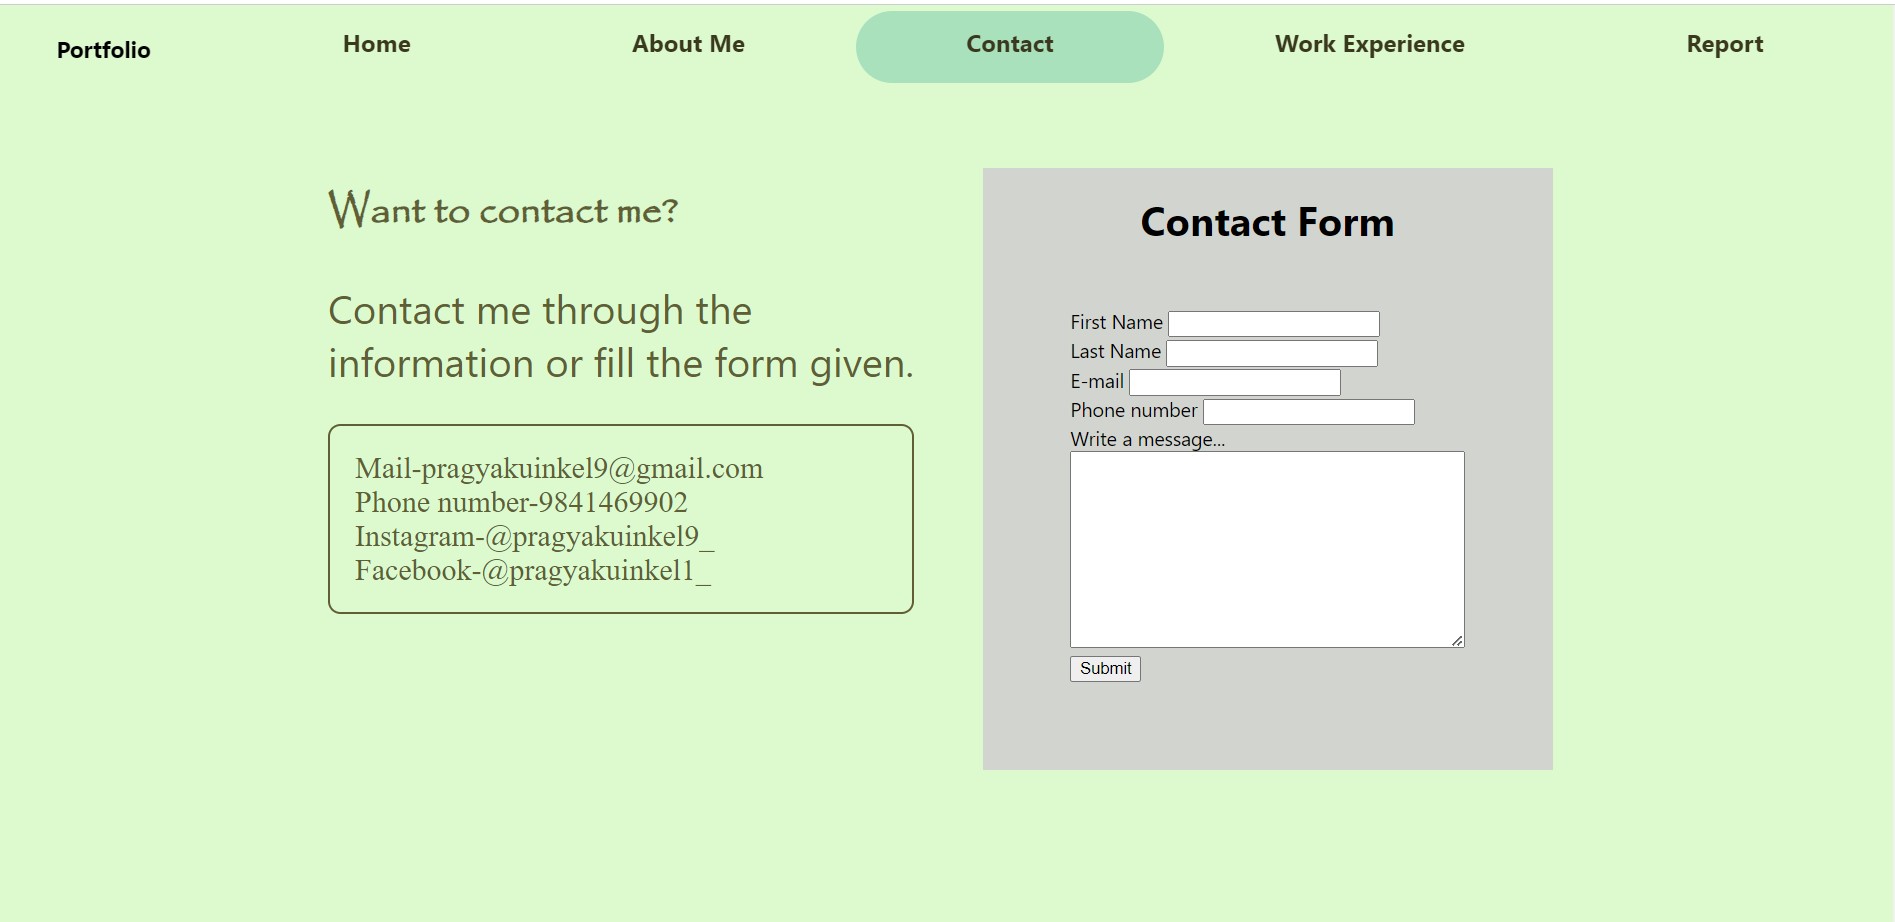 Portfolio
Home
About Me
Contact
Work Experience
Report
Want to contact me?
Contact me through the
information or fill the form given.
Mail-pragyakuinkel9@gmail.com
Phone number-9841469902
Instagram-@pragyakuinkel9_
Facebook-@pragyakuinkel1_
Contact Form
First Name
Last Name
E-mail
Phone number
Write a message...
Submit